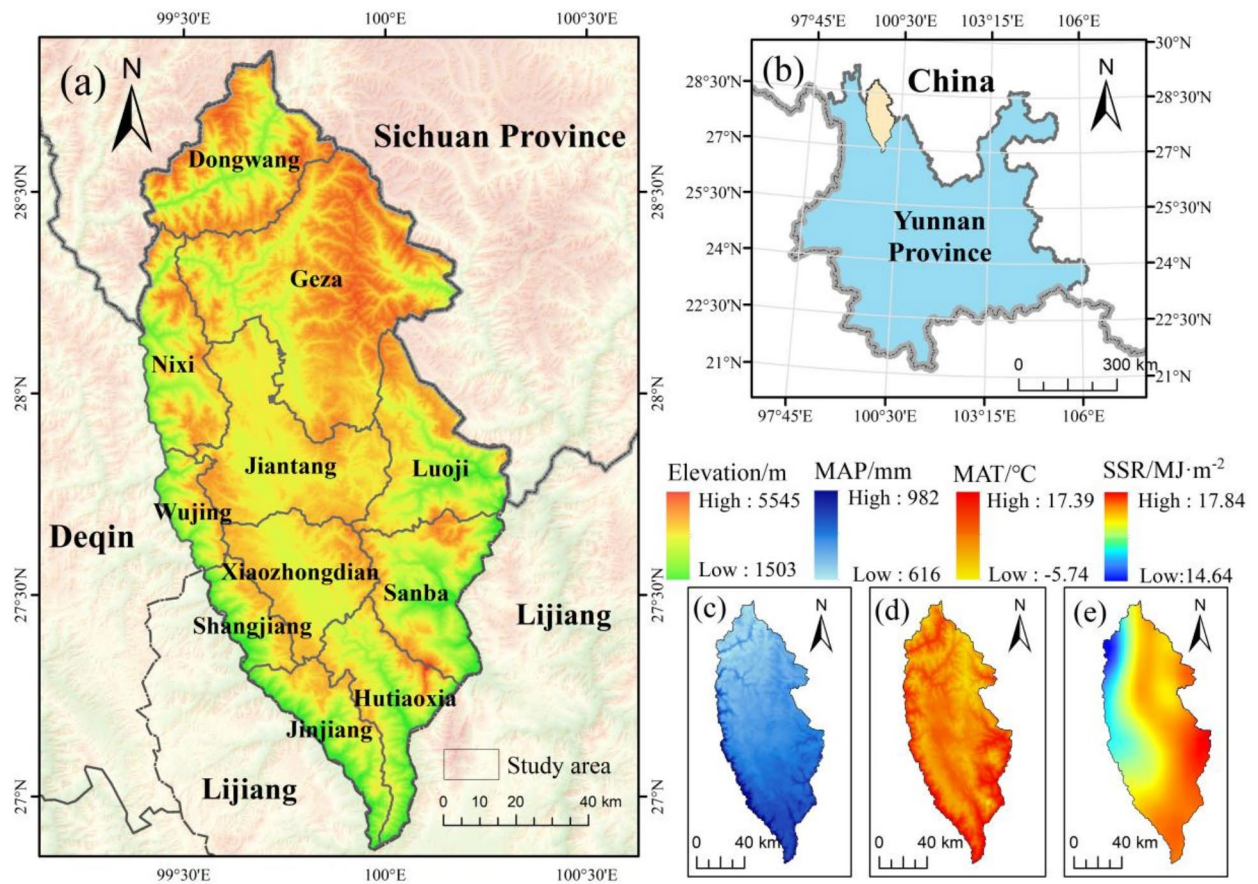 99°30'E
100°E
100°30'E
(a)
N
Sichuan Province
Dongwang
Geza
Nixi
Jiantang
Luoji
Wujing
Deqin
Xiaozhongdian
Sanba
Shangjiang
Lijiang
Hutiaoxia
Jinjiang
Lijiang
Study area
0 10 20 40 km
28°30'N
28°N
27°30'N
27°N
28°30'N
28°N
27°30'N
27°N
99°30'E
100°E
100°30'E
97°45'E
100°30'E
103°15'E
106°E
(b)
China
N
Yunnan
Province
0 300 km
30°N
28°30'N
27°N
25°30'N
24°N
22°30'N
21°N
28°30'N
27°N
25°30'N
24°N
22°30'N
21°N
97°45'E
100°30'E
103°15'E
106°E
Elevation/m
High : 5545
Low : 1503
MAP/mm
High : 982
Low : 616
MAT/°C
High : 17.39
Low : -5.74
SSR/MJ·m-2
High : 17.84
Low:14.64
(c)
N
0 40 km
(d)
N
0 40 km
(e)
N
0 40 km